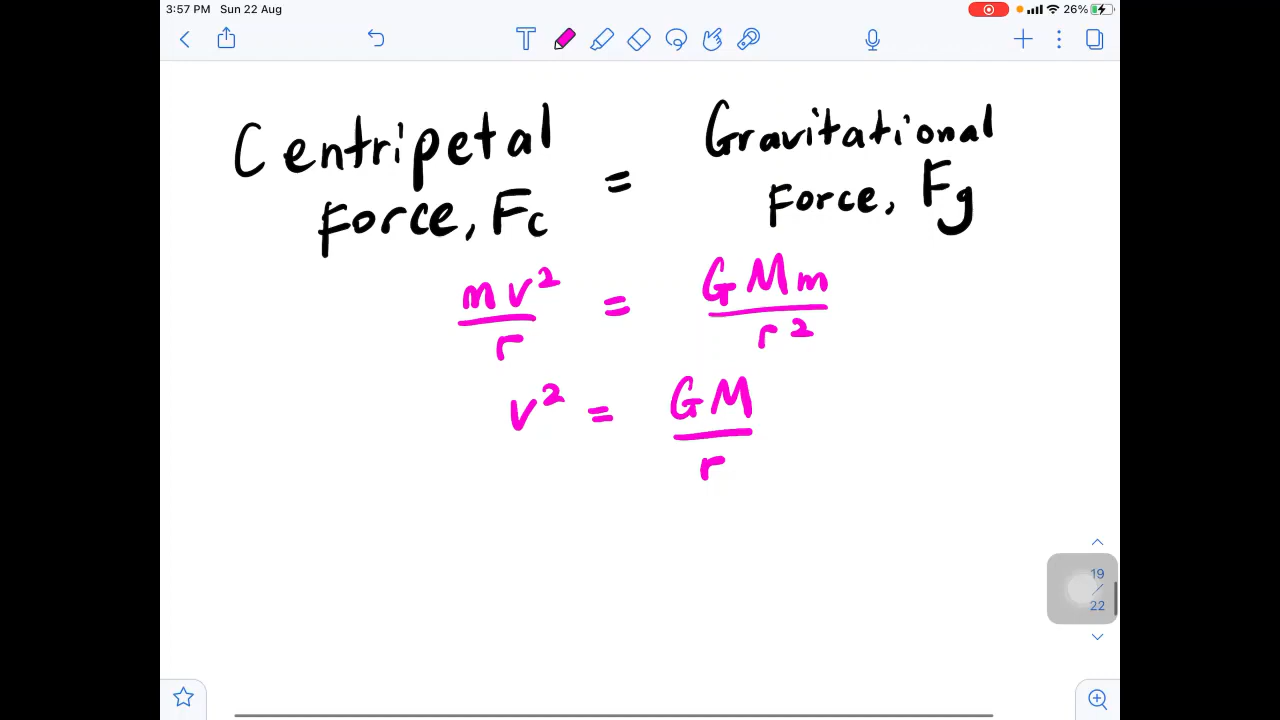 3:57 PM Sun 22 Aug 26%
T
Centripetal
Force, Fc
=
Gravitational
Force, Fg
mv²/r = GMm/r²
v² = GM/r
19
/
22